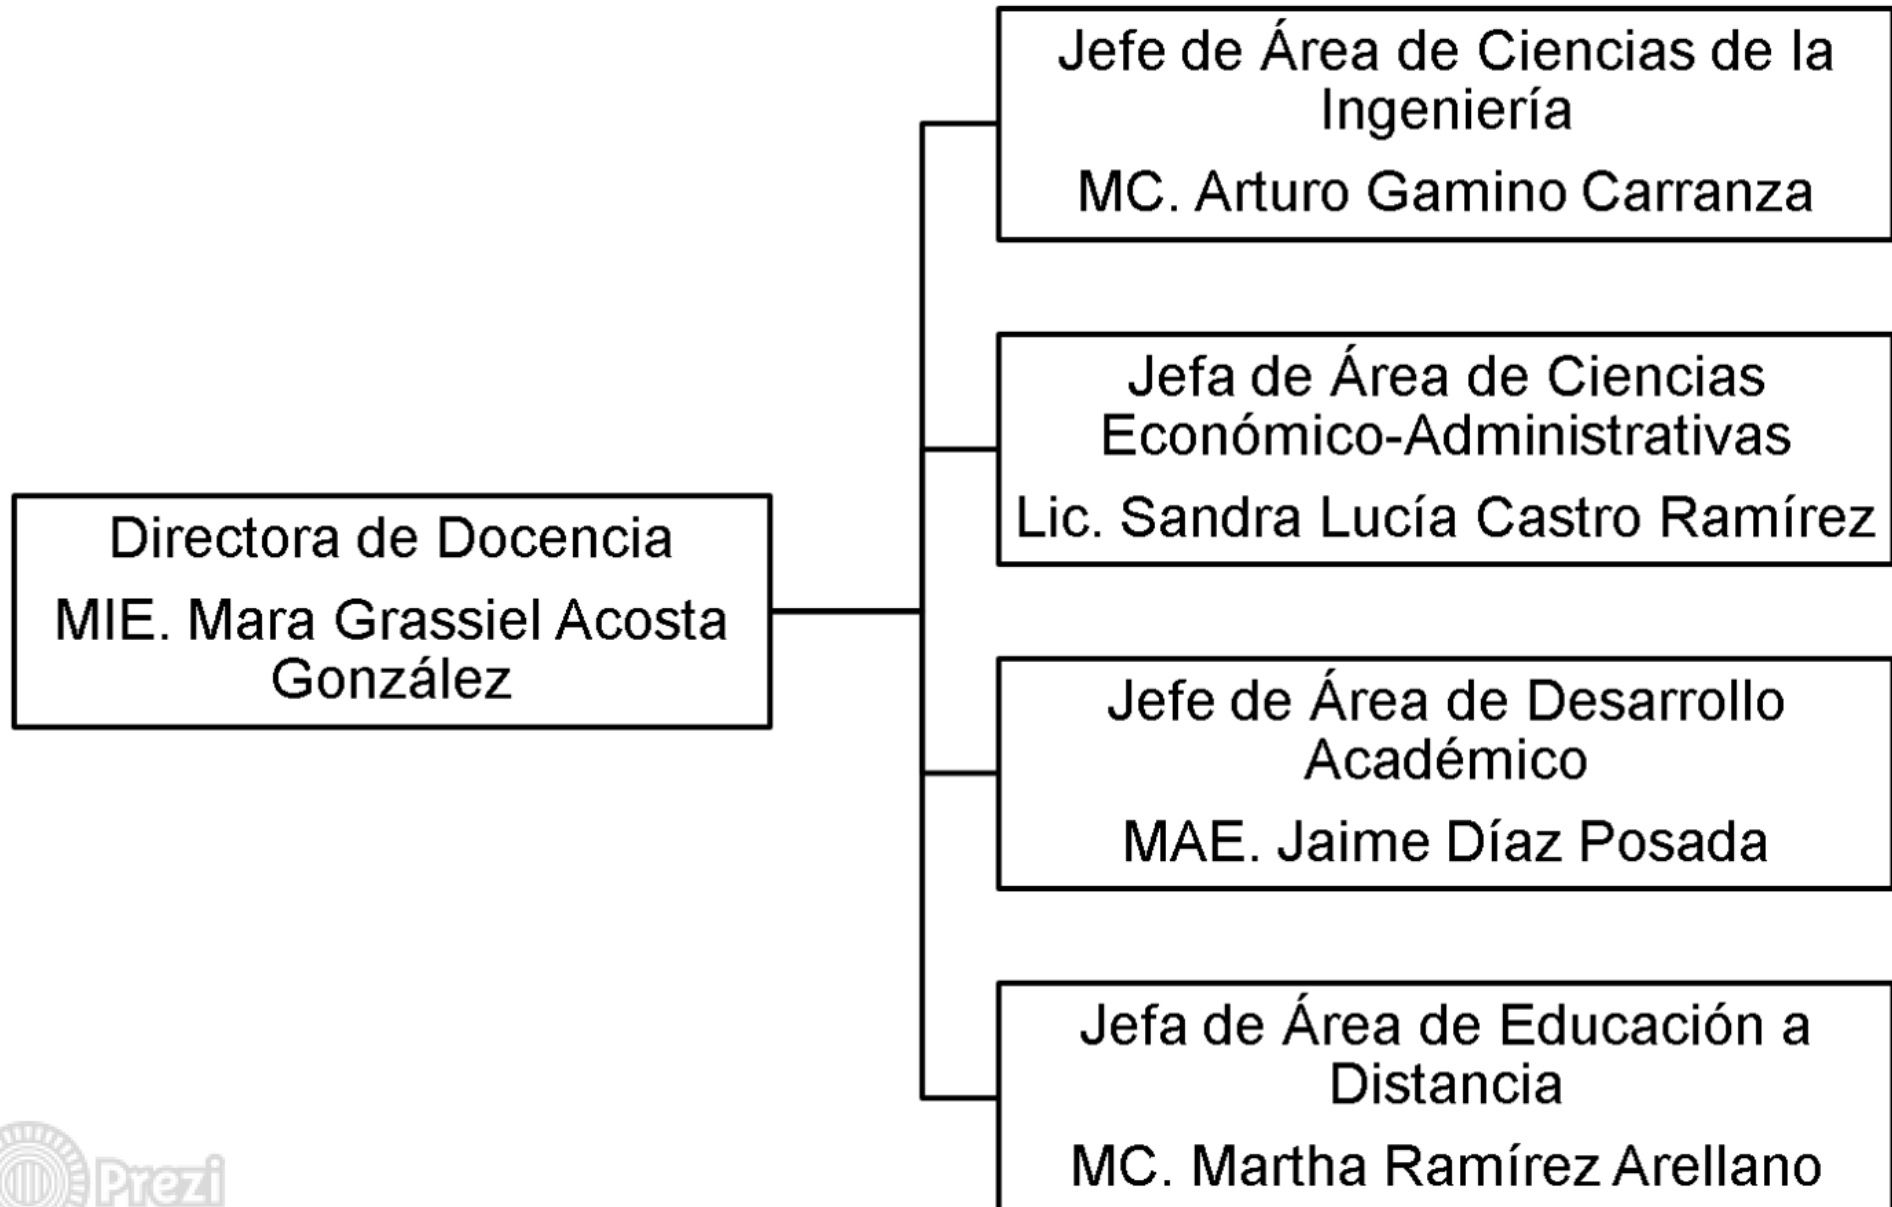 Jefe de Área de Ciencias de la
Ingeniería
MC. Arturo Gamino Carranza
Jefa de Área de Ciencias
Económico-Administrativas
Lic. Sandra Lucía Castro Ramírez
Directora de Docencia
MIE. Mara Grassiel Acosta
González
Jefe de Área de Desarrollo
Académico
MAE. Jaime Díaz Posada
Jefa de Área de Educación a
Distancia
MC. Martha Ramírez Arellano
Prezi